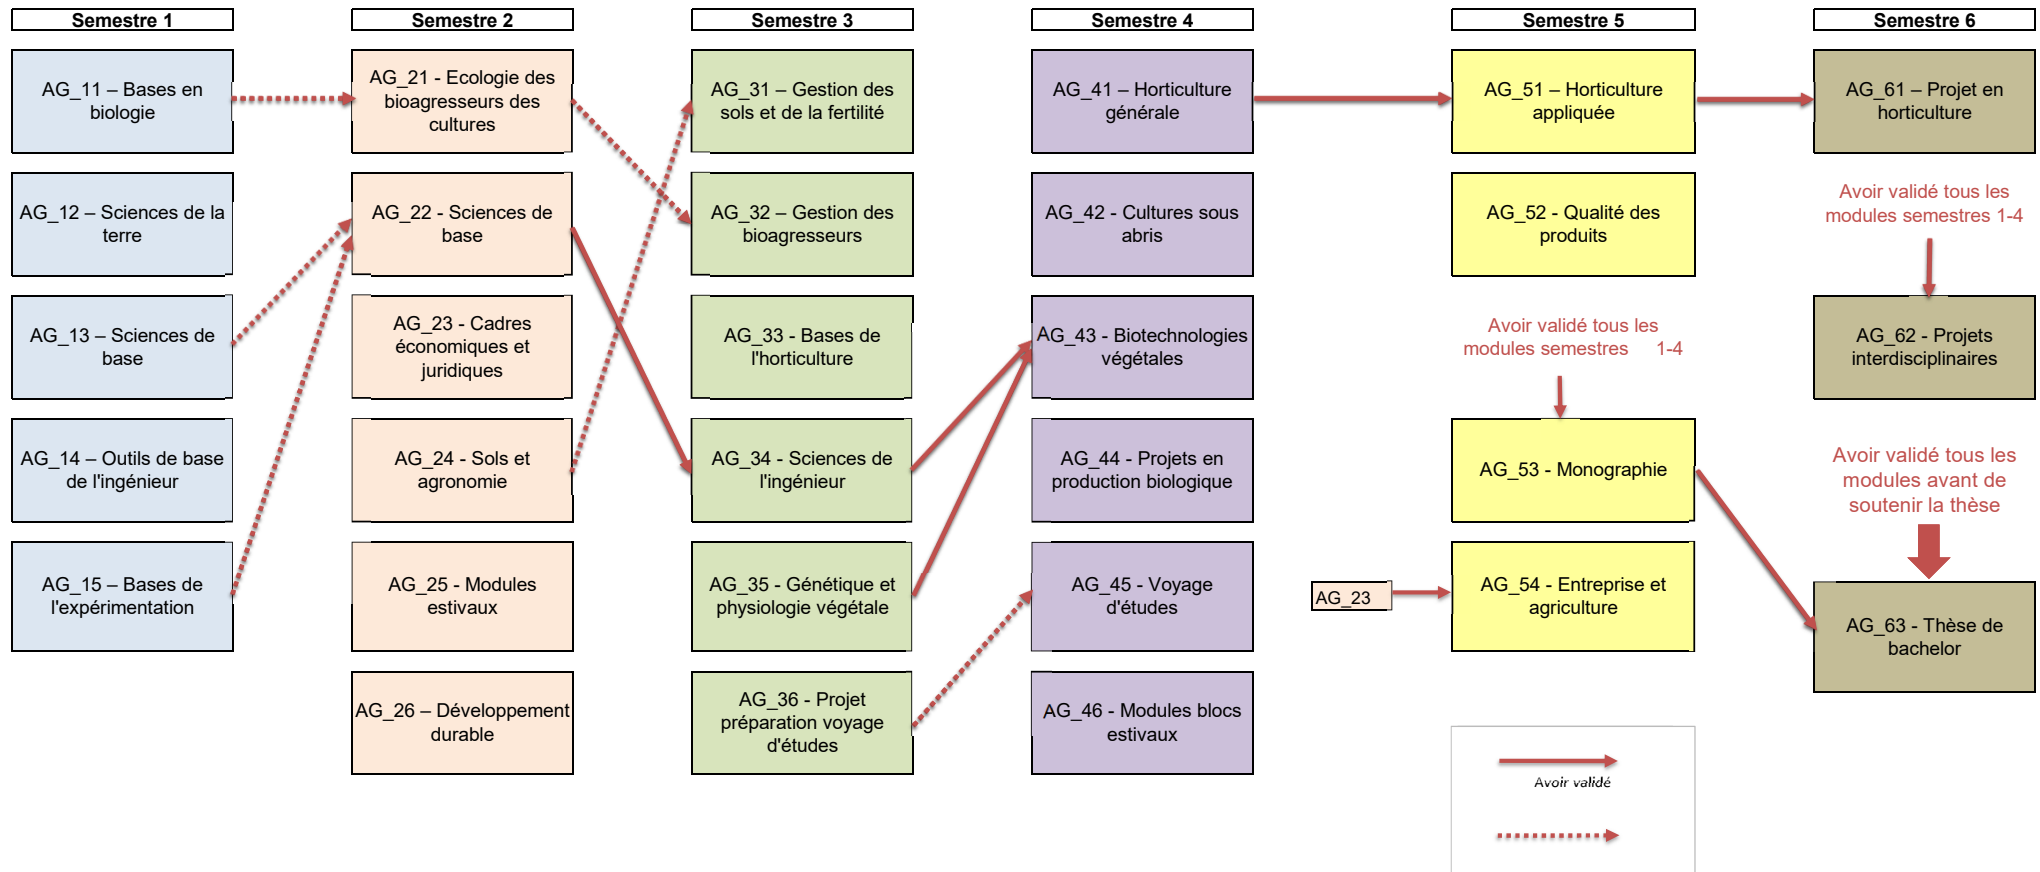 Semestre 1
Semestre 2
Semestre 3
Semestre 4
Semestre 5
Semestre 6
AG_11 – Bases en
biologie
AG_12 – Sciences de la
terre
AG_13 – Sciences de
base
AG_14 – Outils de base
de l'ingénieur
AG_15 – Bases de
l'expérimentation
AG_21 - Ecologie des
bioagresseurs des
cultures
AG_22 - Sciences de
base
AG_23 - Cadres
économiques et
juridiques
AG_24 - Sols et
agronomie
AG_25 - Modules
estivaux
AG_26 – Développement
durable
AG_31 – Gestion des
sols et de la fertilité
AG_32 – Gestion des
bioagresseurs
AG_33 - Bases de
l'horticulture
AG_34 - Sciences de
l'ingénieur
AG_35 - Génétique et
physiologie végétale
AG_36 - Projet
préparation voyage
d'études
AG_41 – Horticulture
générale
AG_42 - Cultures sous
abris
AG_43 - Biotechnologies
végétales
AG_44 - Projets en
production biologique
AG_45 - Voyage
d'études
AG_46 - Modules blocs
estivaux
AG_51 – Horticulture
appliquée
AG_52 - Qualité des
produits
Avoir validé tous les
modules semestres 1-4
AG_53 - Monographie
AG_23
AG_54 - Entreprise et
agriculture
Avoir validé
AG_61 – Projet en
horticulture
Avoir validé tous les
modules semestres 1-4
AG_62 - Projets
interdisciplinaires
Avoir validé tous les
modules avant de
soutenir la thèse
AG_63 - Thèse de
bachelor